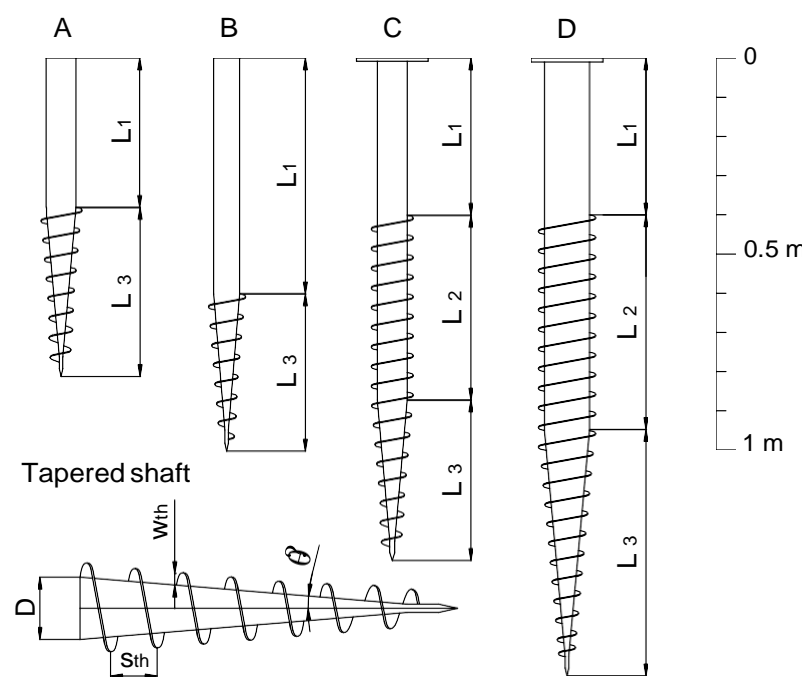 A B C D
0
L1 L1 L1 L1
0.5 m
L3 L3 L2 L2
1 m
L3 L3
Tapered shaft
wth
D
Sth